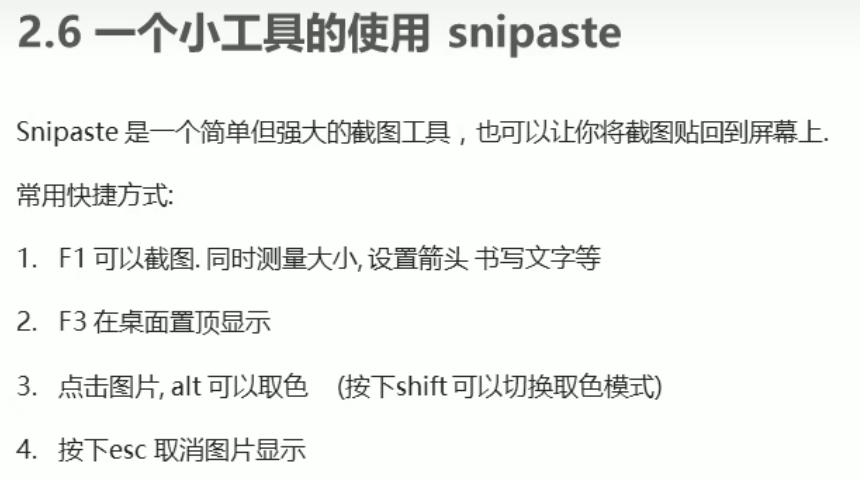 2.6 一个小工具的使用 snipaste
Snipaste 是一个简单但强大的截图工具，也可以让你将截图贴回到屏幕上.
常用快捷方式:
1. F1 可以截图. 同时测量大小, 设置箭头 书写文字等
2. F3 在桌面置顶显示
3. 点击图片, alt 可以取色 (按下shift 可以切换取色模式)
4. 按下esc 取消图片显示